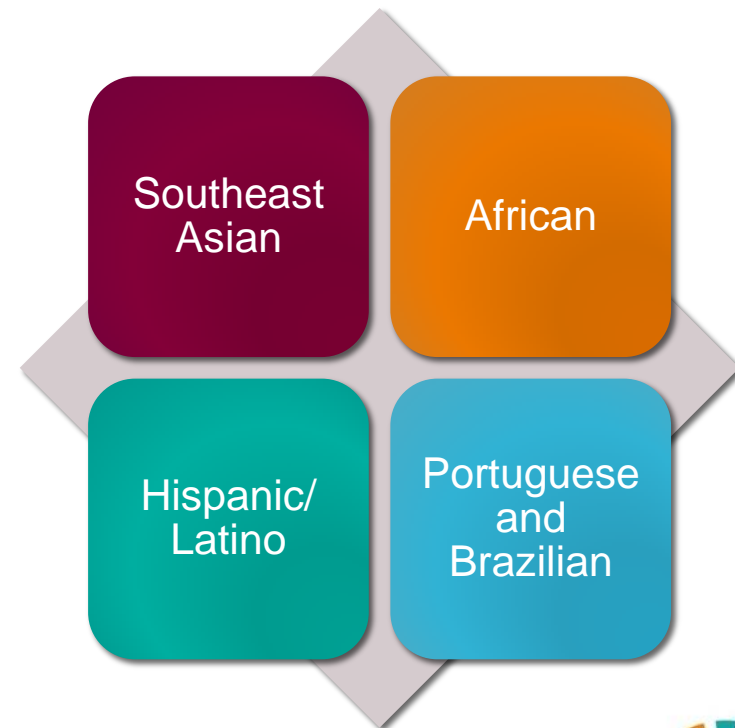 Southeast
Asian
African
Hispanic/
Latino
Portuguese
and
Brazilian